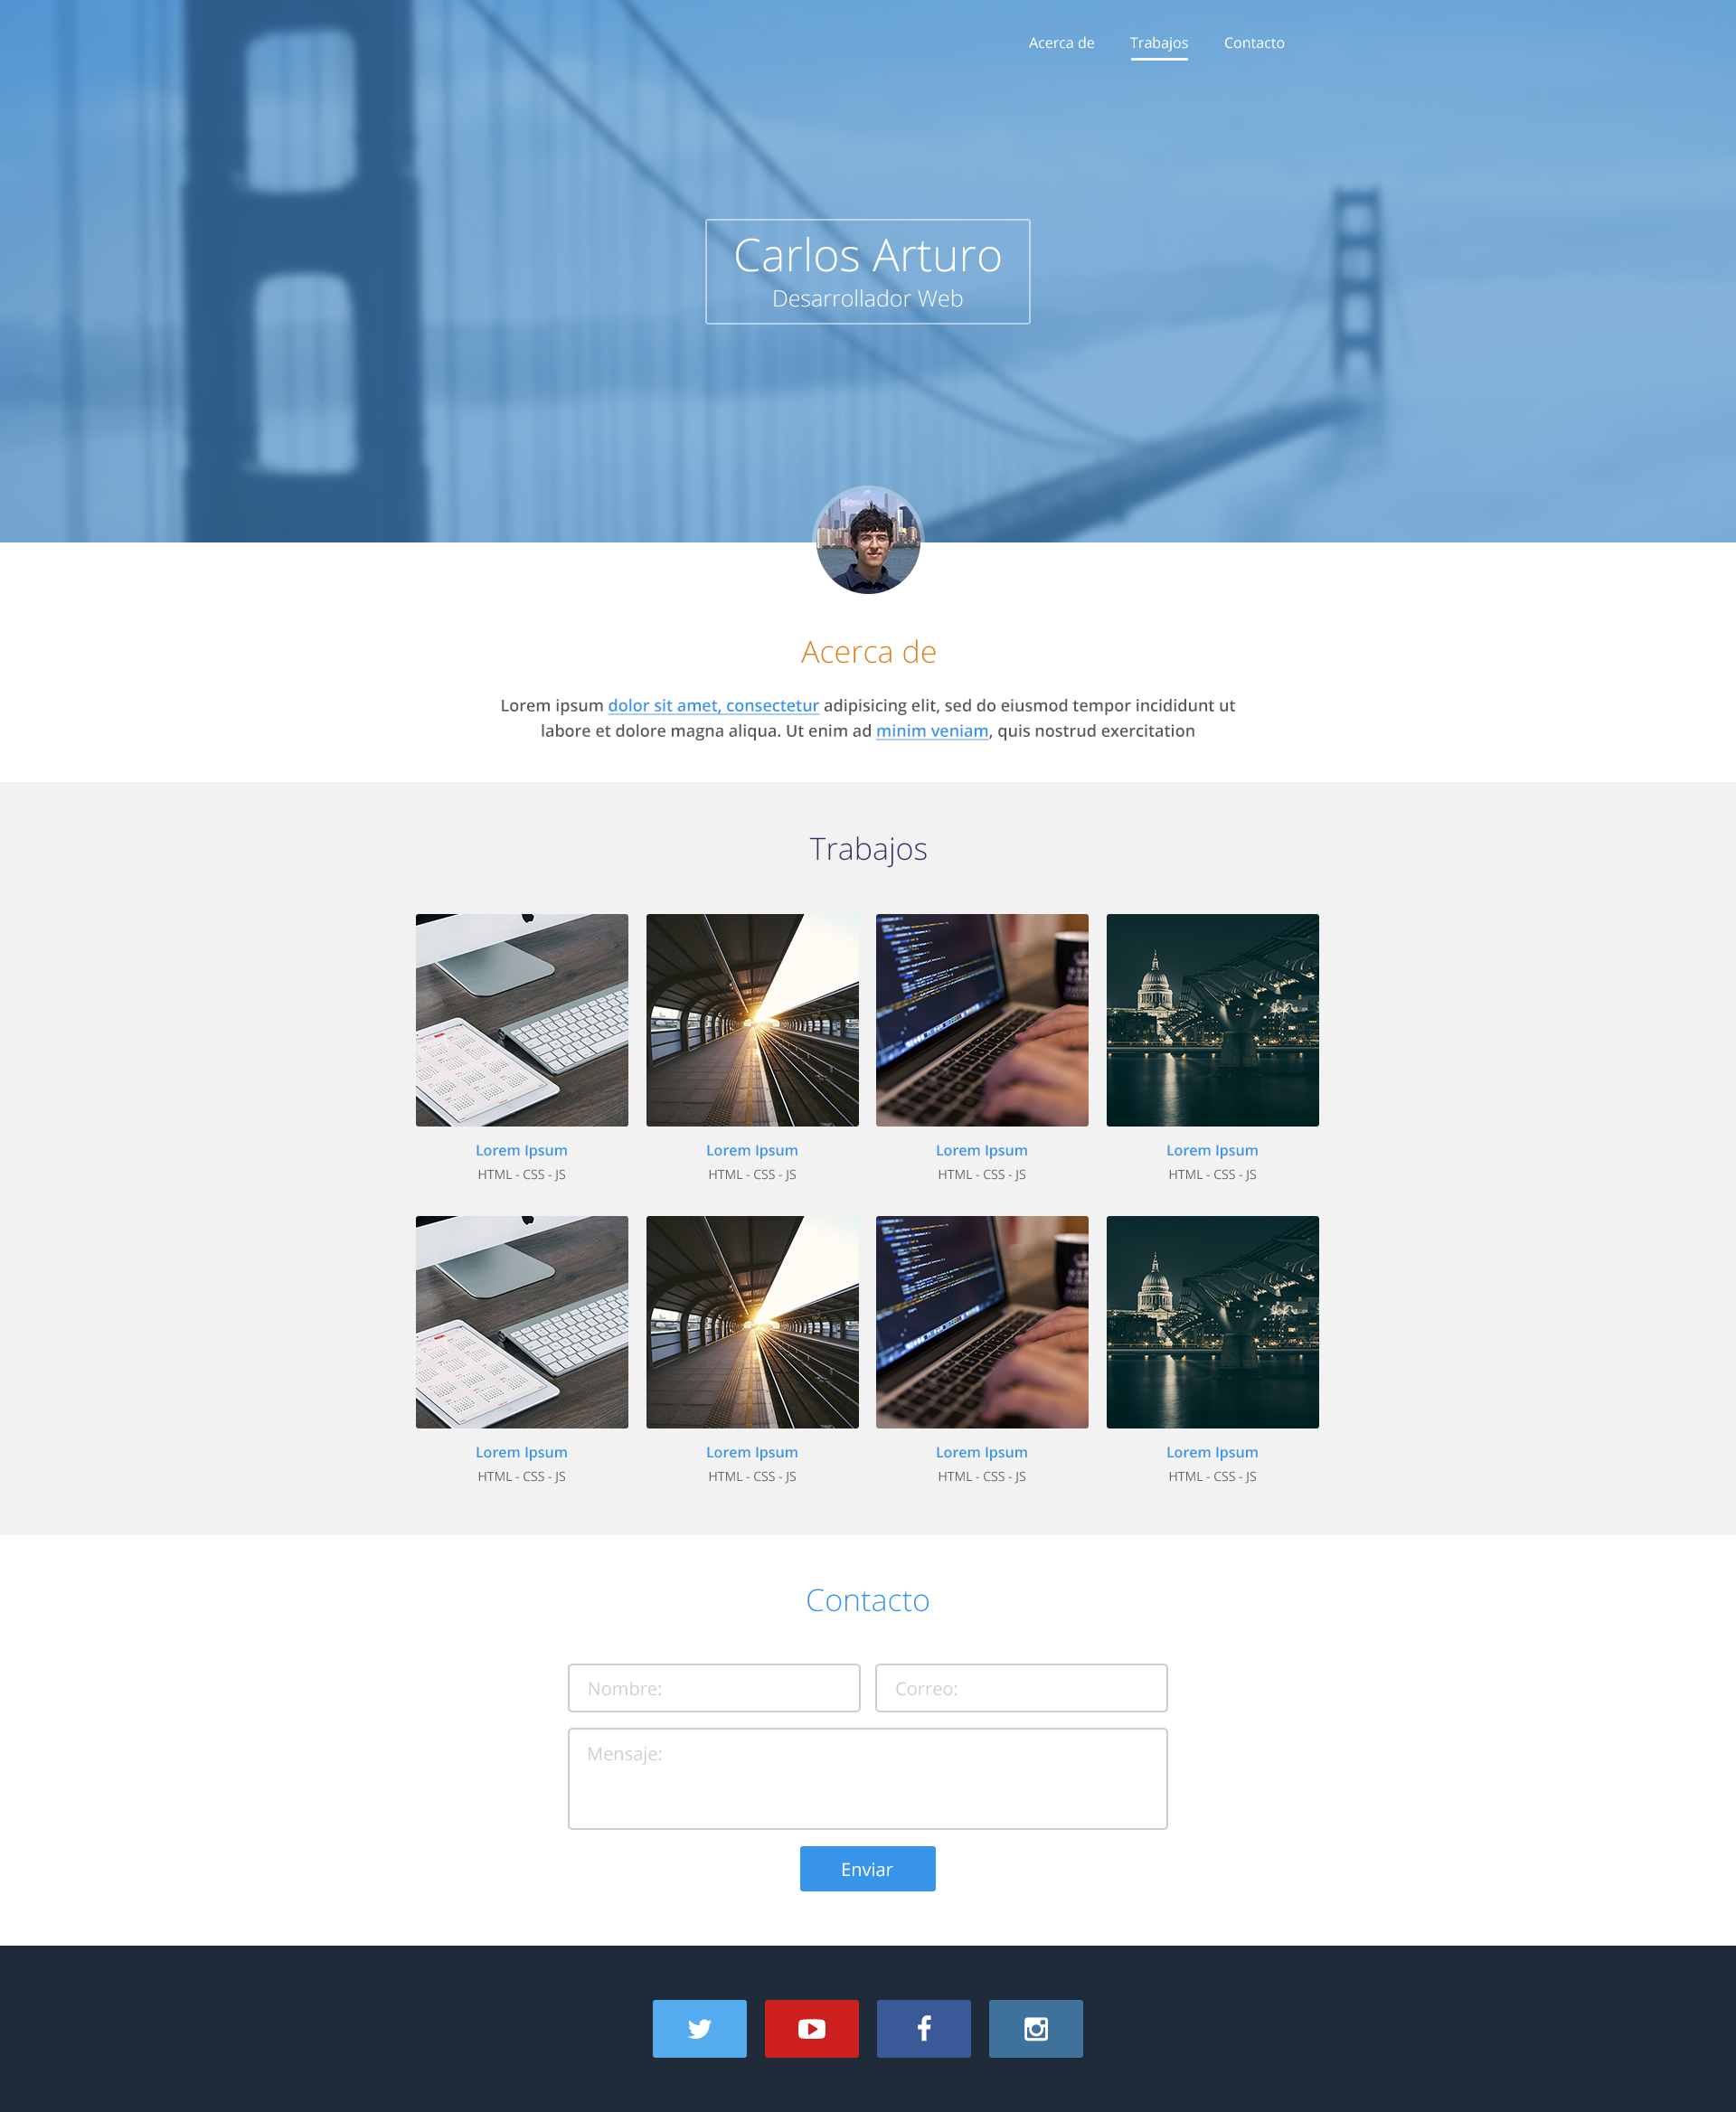 Acerca de Trabajos Contacto
Carlos Arturo
Desarrollador Web
Acerca de
Lorem ipsum dolor sit amet, consectetur adipisicing elit, sed do eiusmod tempor incididunt ut
labore et dolore magna aliqua. Ut enim ad minim veniam, quis nostrud exercitation
Trabajos
Lorem Ipsum Lorem Ipsum Lorem Ipsum Lorem Ipsum
HTML - CSS - JS HTML - CSS - JS HTML - CSS - JS HTML - CSS - JS
Lorem Ipsum Lorem Ipsum Lorem Ipsum Lorem Ipsum
HTML - CSS - JS HTML - CSS - JS HTML - CSS - JS HTML - CSS - JS
Contacto
Nombre: Correo:
Mensaje:
Enviar